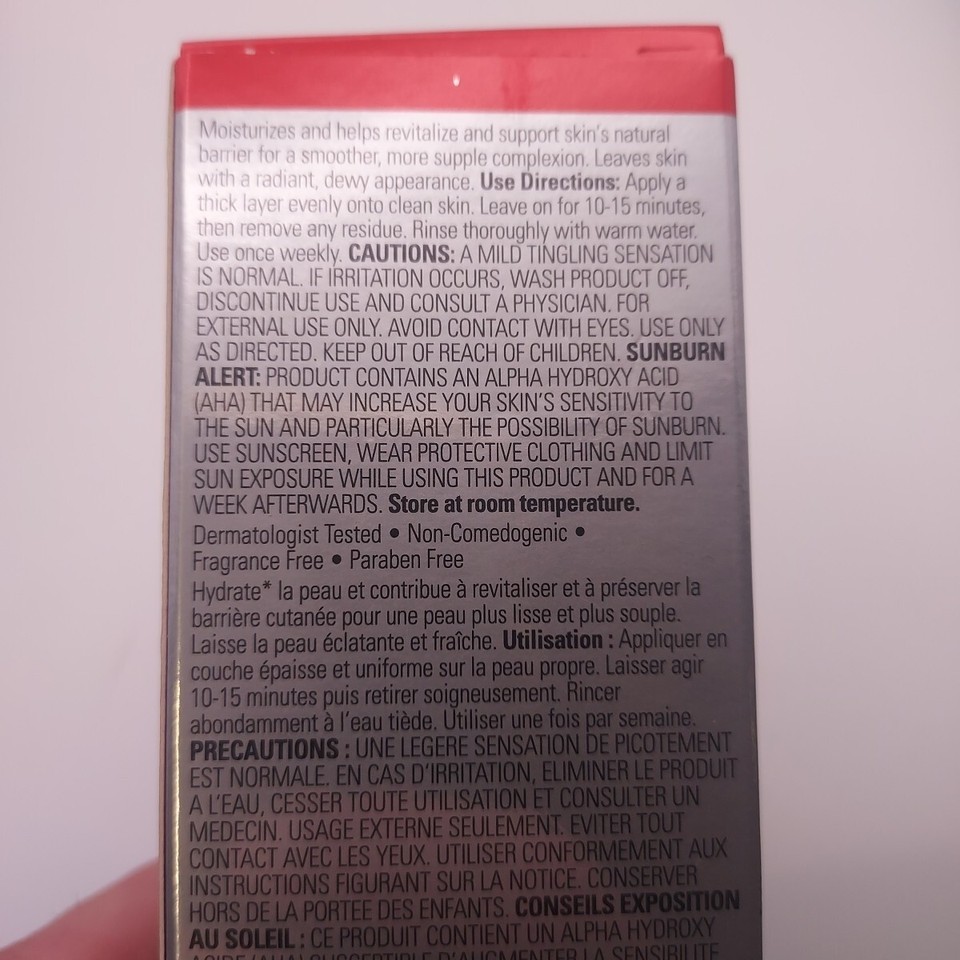 Moisturizes and helps revitalize and support skin's natural
barrier for a smoother, more supple complexion. Leaves skin
with a radiant, dewy appearance. Use Directions: Apply a
thick layer evenly onto clean skin. Leave on for 10-15 minutes,
then remove any residue. Rinse thoroughly with warm water.
Use once weekly. CAUTIONS: A MILD TINGLING SENSATION
IS NORMAL. IF IRRITATION OCCURS, WASH PRODUCT OFF,
DISCONTINUE USE AND CONSULT A PHYSICIAN. FOR
EXTERNAL USE ONLY. AVOID CONTACT WITH EYES. USE ONLY
AS DIRECTED. KEEP OUT OF REACH OF CHILDREN. SUNBURN
ALERT: PRODUCT CONTAINS AN ALPHA HYDROXY ACID
(AHA) THAT MAY INCREASE YOUR SKIN'S SENSITIVITY TO
THE SUN AND PARTICULARLY THE POSSIBILITY OF SUNBURN.
USE SUNSCREEN, WEAR PROTECTIVE CLOTHING AND LIMIT
SUN EXPOSURE WHILE USING THIS PRODUCT AND FOR A
WEEK AFTERWARDS. Store at room temperature.
Dermatologist Tested • Non-Comedogenic •
Fragrance Free • Paraben Free
Hydrate* la peau et contribue à revitaliser et à préserver la
barrière cutanée pour une peau plus lisse et plus souple.
Laisse la peau éclatante et fraîche. Utilisation : Appliquer en
couche épaisse et uniforme sur la peau propre. Laisser agir
10-15 minutes puis retirer soigneusement. Rincer
abondamment à l'eau tiède. Utiliser une fois par semaine.
PRECAUTIONS : UNE LEGERE SENSATION DE PICOTEMENT
EST NORMALE. EN CAS D'IRRITATION, ELIMINER LE PRODUIT
A L'EAU, CESSER TOUTE UTILISATION ET CONSULTER UN
MEDECIN. USAGE EXTERNE SEULEMENT. EVITER TOUT
CONTACT AVEC LES YEUX. UTILISER CONFORMEMENT AUX
INSTRUCTIONS FIGURANT SUR LA NOTICE. CONSERVER
HORS DE LA PORTEE DES ENFANTS. CONSEILS EXPOSITION
AU SOLEIL : CE PRODUIT CONTIENT UN ALPHA HYDROXY
ACIDE (AHA) SUSCEPTIBLE D'AUGMENTER LA SENSIBILITE